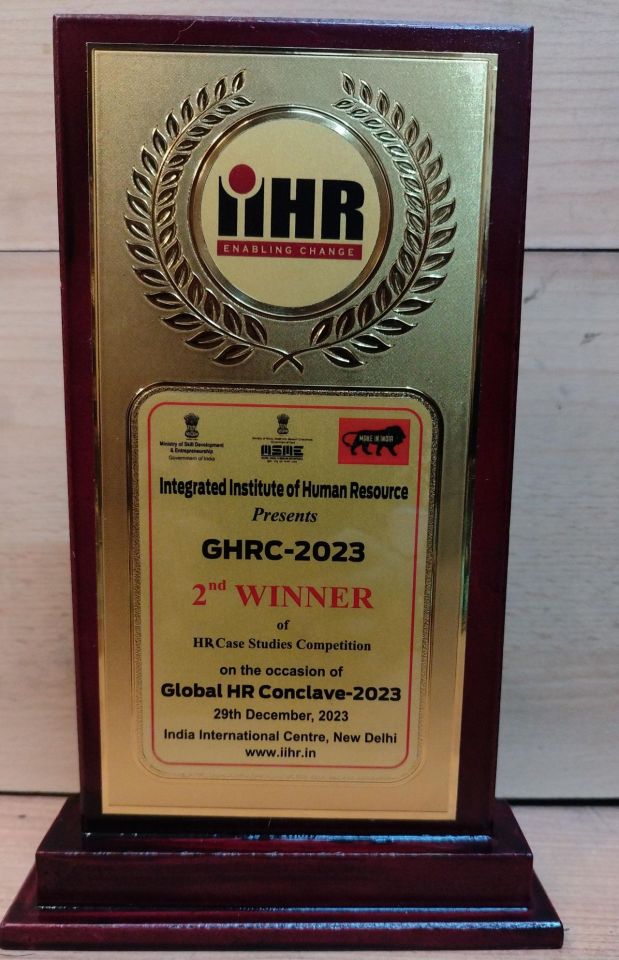 iiHR
ENABLING CHANGE
Ministry of Skill Development
& Entrepreneurship
Government of India
MSME
MAKE IN INDIA
Integrated Institute of Human Resource
Presents
GHRC-2023
2nd WINNER
of
HR Case Studies Competition
on the occasion of
Global HR Conclave-2023
29th December, 2023
India International Centre, New Delhi
www.iihr.in